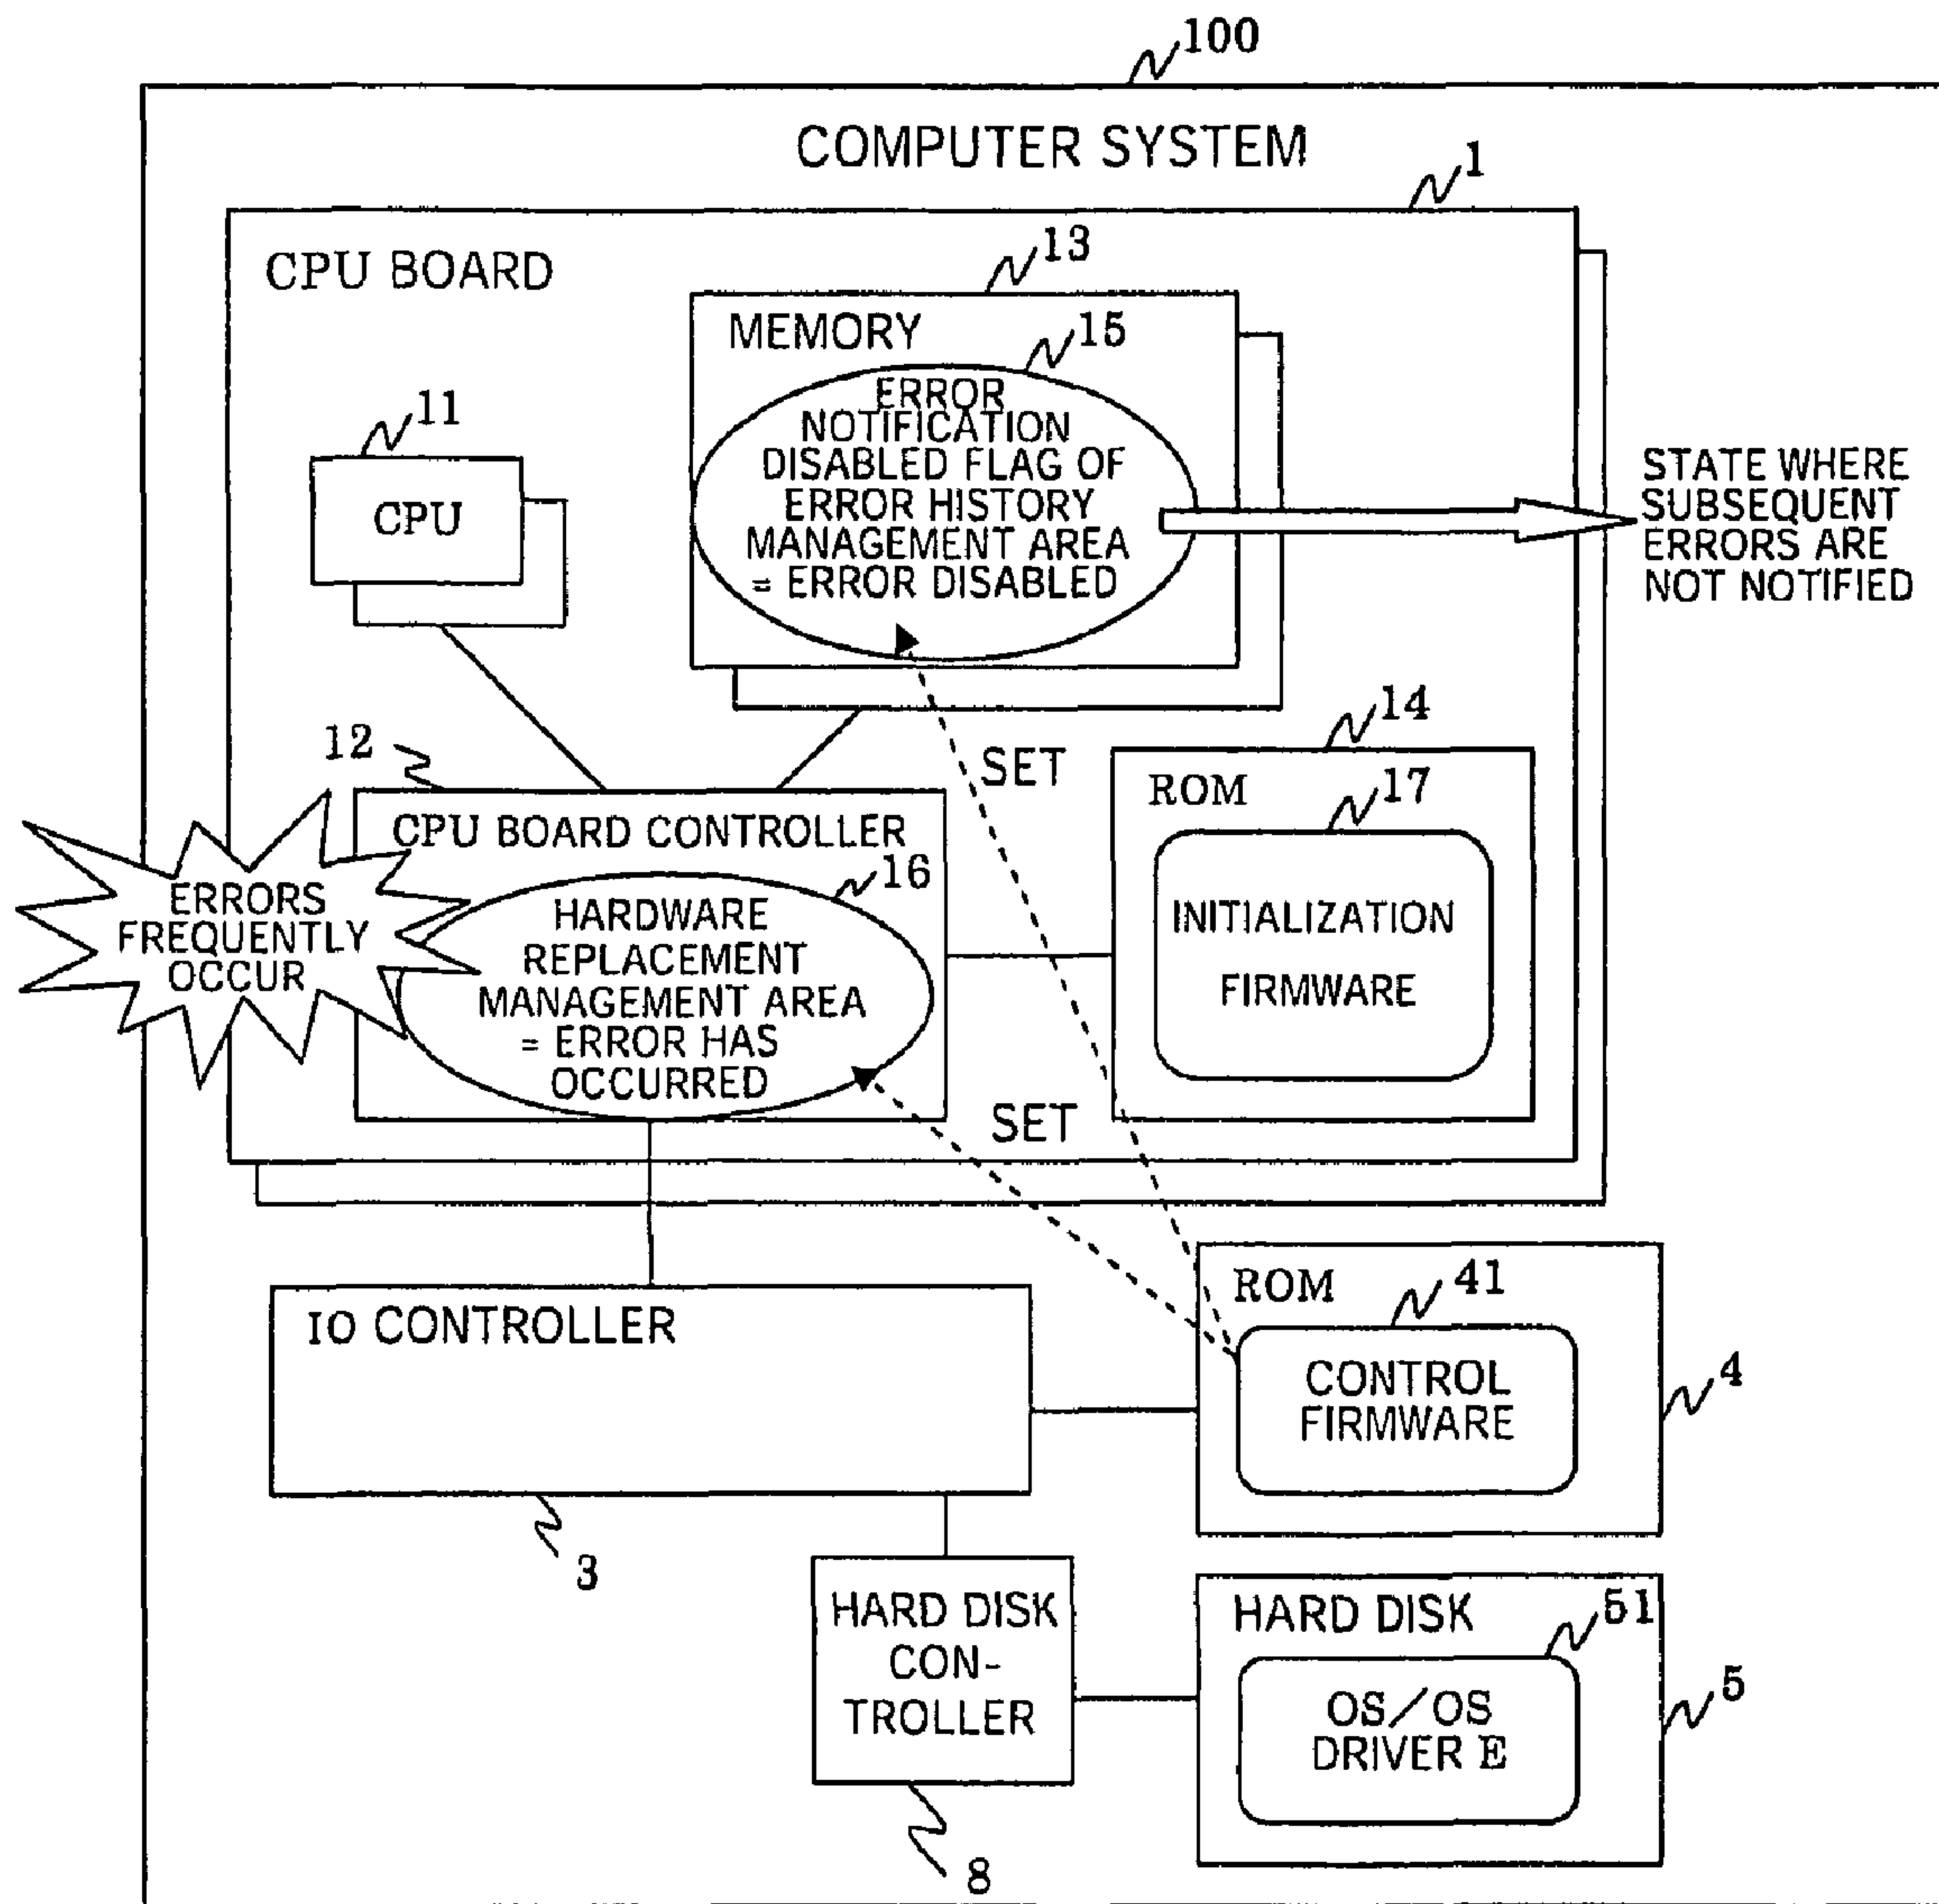 100
COMPUTER SYSTEM
1
CPU BOARD
13
MEMORY
15
ERROR
NOTIFICATION
DISABLED FLAG OF
ERROR HISTORY
MANAGEMENT AREA
= ERROR DISABLED
STATE WHERE
SUBSEQUENT
ERRORS ARE
NOT NOTIFIED
11
CPU
12
CPU BOARD CONTROLLER
16
HARDWARE
REPLACEMENT
MANAGEMENT AREA
= ERROR HAS
OCCURRED
ERRORS
FREQUENTLY
OCCUR
SET
14
ROM
17
INITIALIZATION
FIRMWARE
SET
IO CONTROLLER
3
ROM
41
CONTROL
FIRMWARE
4
HARD DISK
CON-
TROLLER
8
HARD DISK
51
OS/OS
DRIVER E
5